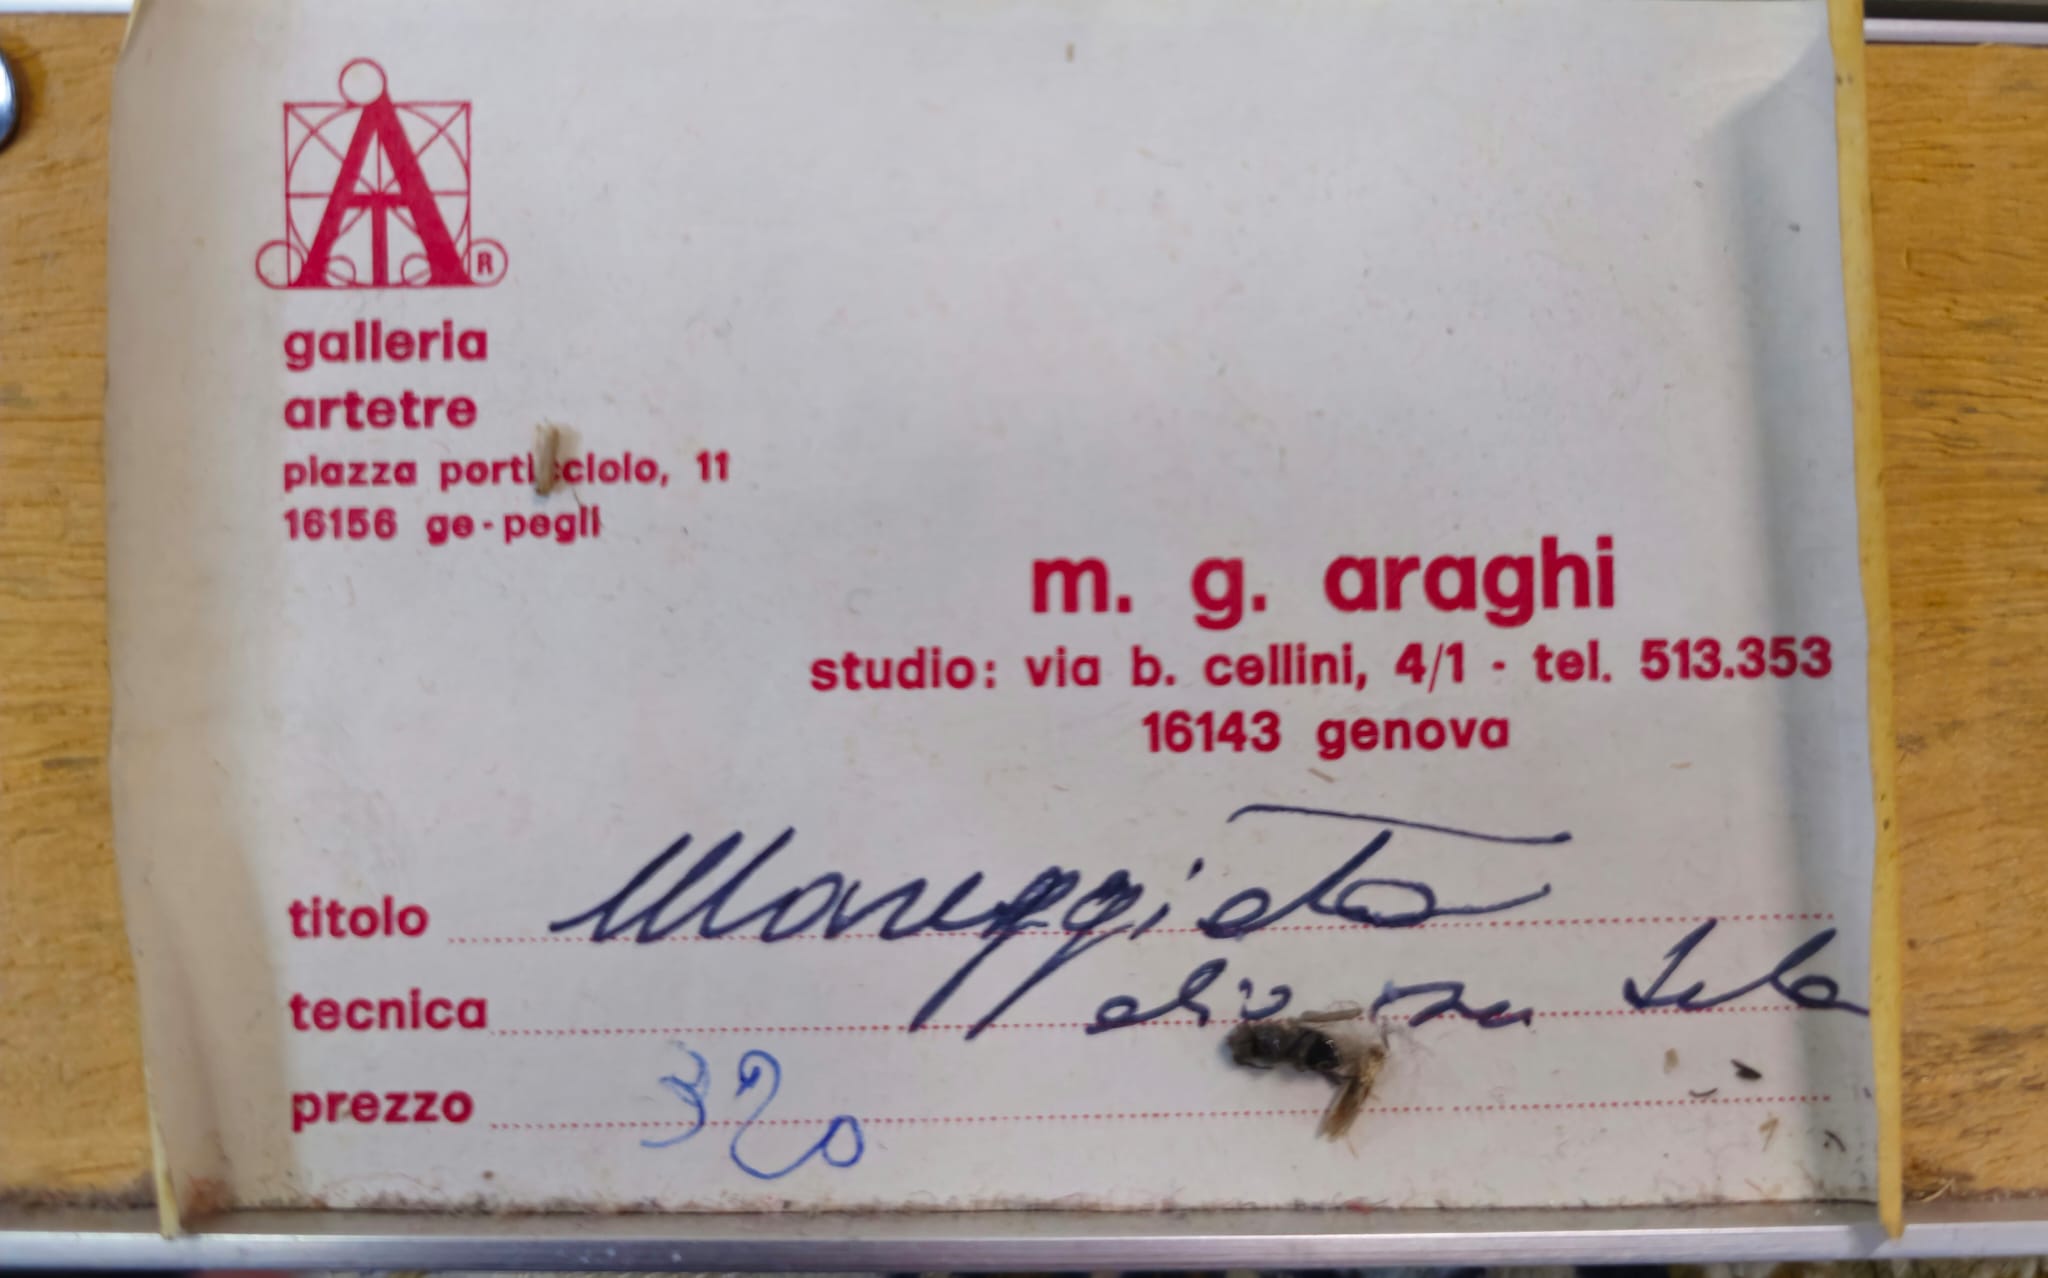 AT R
galleria
artetre
piazza porticciolo, 11
16156 ge - pegli
m. g. araghi
studio: via b. cellini, 4/1 - tel. 513.353
16143 genova
titolo Mareggiata
tecnica olio su tela
prezzo 320